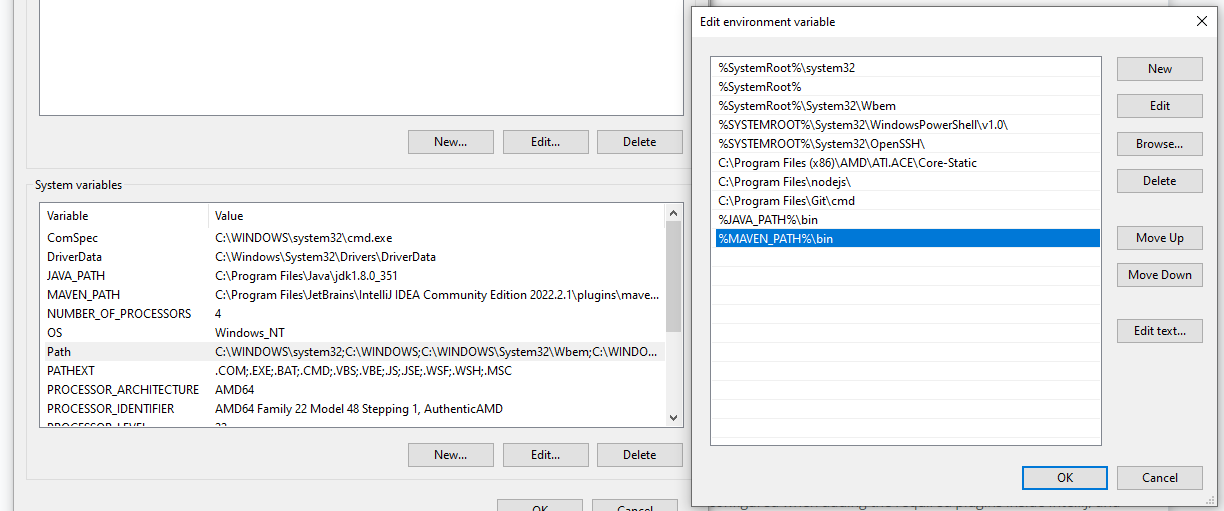 New...
Edit...
Delete
System variables
Variable Value
ComSpec C:\WINDOWS\system32\cmd.exe
DriverData C:\Windows\System32\Drivers\DriverData
JAVA_PATH C:\Program Files\Java\jdk1.8.0_351
MAVEN_PATH C:\Program Files\JetBrains\IntelliJ IDEA Community Edition 2022.2.1\plugins\mave...
NUMBER_OF_PROCESSORS 4
OS Windows_NT
Path C:\WINDOWS\system32;C:\WINDOWS;C:\WINDOWS\System32\Wbem;C:\WINDO...
PATHEXT .COM;.EXE;.BAT;.CMD;.VBS;.VBE;.JS;.JSE;.WSF;.WSH;.MSC
PROCESSOR_ARCHITECTURE AMD64
PROCESSOR_IDENTIFIER AMD64 Family 22 Model 48 Stepping 1, AuthenticAMD
New...
Edit...
Delete
OK
Cancel
Edit environment variable
%SystemRoot%\system32
%SystemRoot%
%SystemRoot%\System32\Wbem
%SYSTEMROOT%\System32\WindowsPowerShell\v1.0\
%SYSTEMROOT%\System32\OpenSSH\
C:\Program Files (x86)\AMD\ATI.ACE\Core-Static
C:\Program Files\nodejs\
C:\Program Files\Git\cmd
%JAVA_PATH%\bin
%MAVEN_PATH%\bin
New
Edit
Browse...
Delete
Move Up
Move Down
Edit text...
OK
Cancel